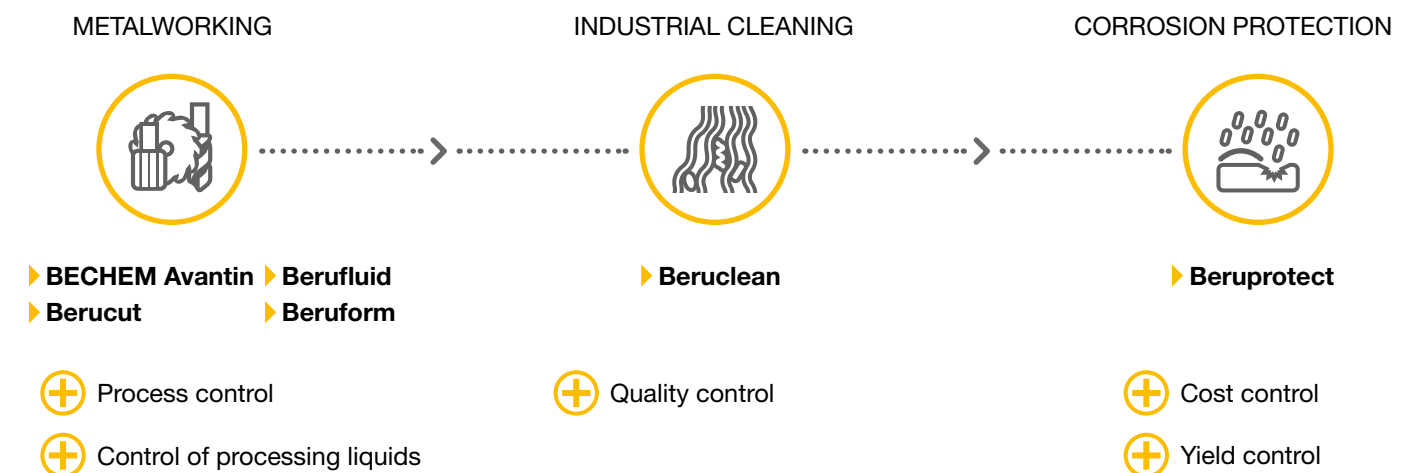 METALWORKING
INDUSTRIAL CLEANING
CORROSION PROTECTION
BECHEM Avantin
Berufluid
Berucut
Beruform
Beruclean
Beruprotect
Process control
Quality control
Cost control
Control of processing liquids
Yield control